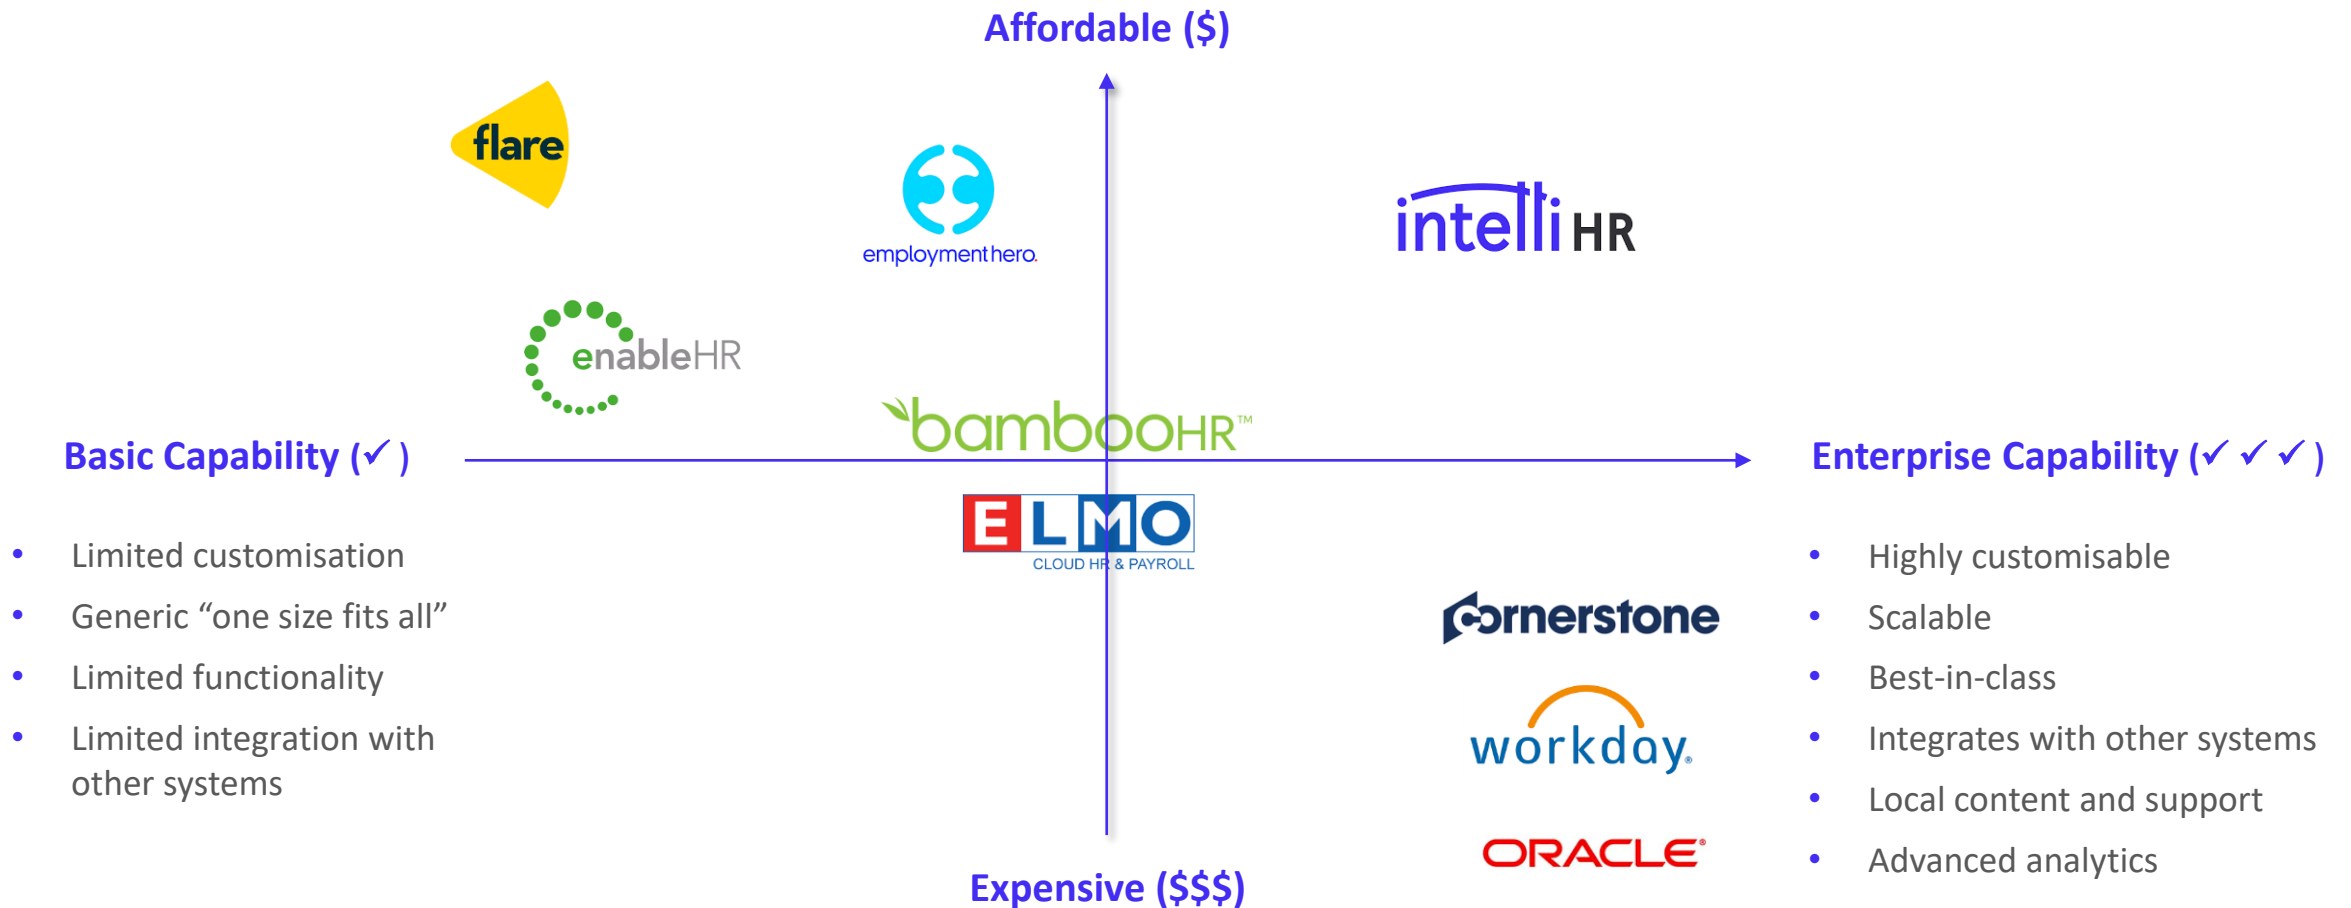 Affordable ($)
flare
employmenthero.
intelliHR
enableHR
bambooHR™
Basic Capability (✓)
Enterprise Capability (✓ ✓ ✓)
ELMO
CLOUD HR & PAYROLL
• Limited customisation
• Generic “one size fits all”
• Limited functionality
• Limited integration with
other systems
cornerstone
workday®
ORACLE®
• Highly customisable
• Scalable
• Best-in-class
• Integrates with other systems
• Local content and support
• Advanced analytics
Expensive ($$$)